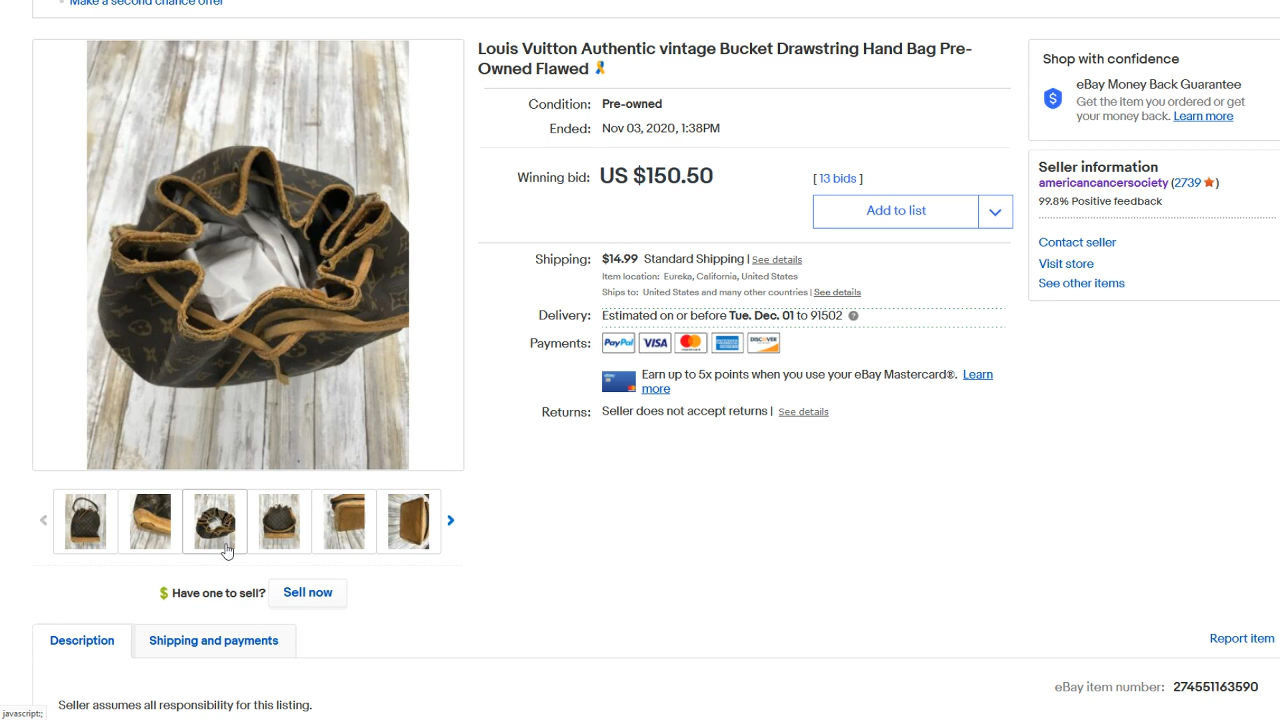 Make a second chance offer
Louis Vuitton Authentic vintage Bucket Drawstring Hand Bag Pre-
Owned Flawed
Condition: Pre-owned
Ended: Nov 03, 2020, 1:38PM
Winning bid: US $150.50 [ 13 bids ]
Add to list
Shipping: $14.99 Standard Shipping | See details
Item location: Eureka, California, United States
Ships to: United States and many other countries | See details
Delivery: Estimated on or before Tue. Dec. 01 to 91502
Payments: PayPal VISA MasterCard DISCOVER
Earn up to 5x points when you use your eBay Mastercard®. Learn
more
Returns: Seller does not accept returns | See details
Shop with confidence
eBay Money Back Guarantee
Get the item you ordered or get
your money back. Learn more
Seller information
americancancersociety (2739 )
99.8% Positive feedback
Contact seller
Visit store
See other items
$ Have one to sell? Sell now
Description Shipping and payments
Report item
eBay item number: 274551163590
Seller assumes all responsibility for this listing.
javascript:;